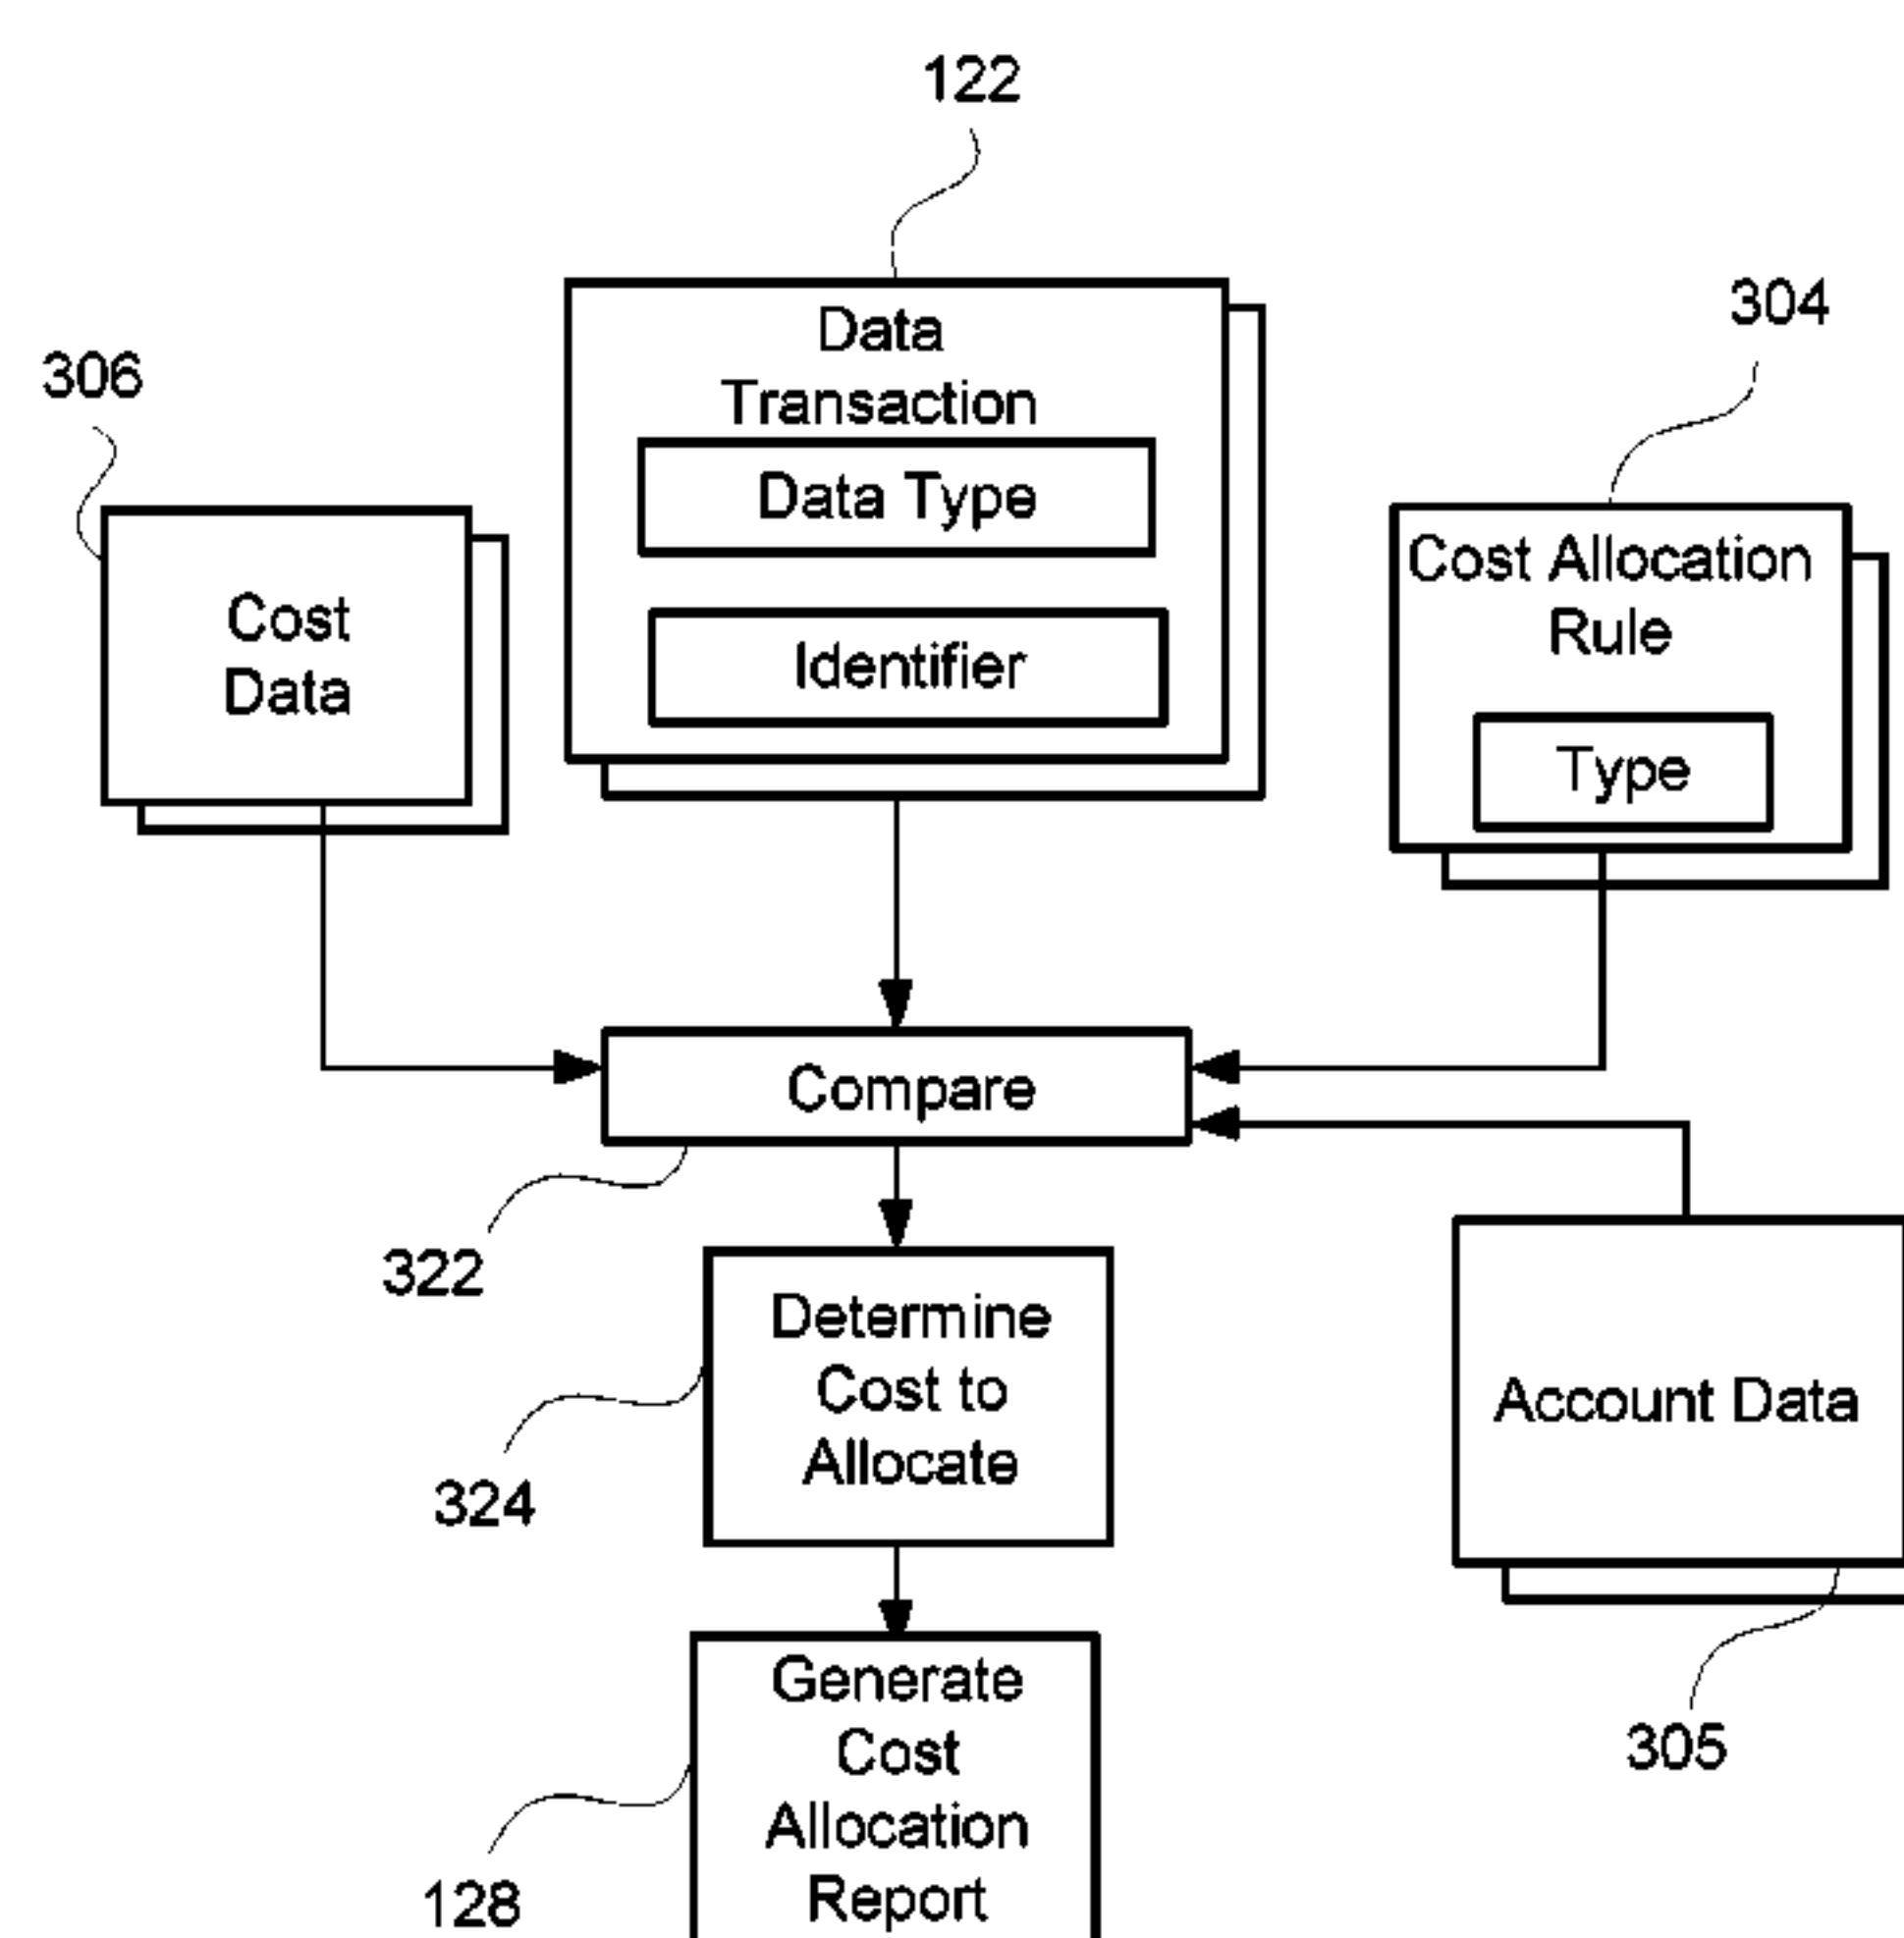 122
304
306
Data
Transaction
Data Type
Identifier
Cost Allocation
Rule
Type
Cost
Data
Compare
322
Determine
Cost to
Allocate
324
Account Data
305
Generate
Cost
Allocation
Report
128